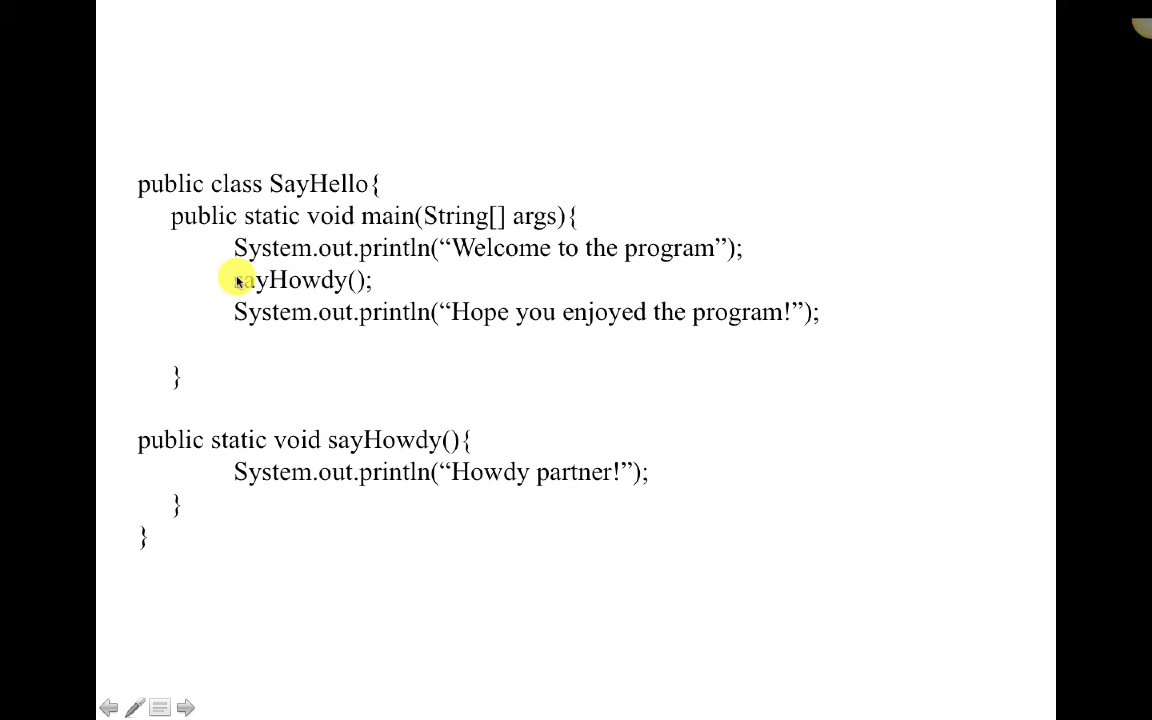 public class SayHello{
public static void main(String[] args){
System.out.println(“Welcome to the program”);
sayHowdy();
System.out.println(“Hope you enjoyed the program!”);
}
public static void sayHowdy(){
System.out.println(“Howdy partner!”);
}
}